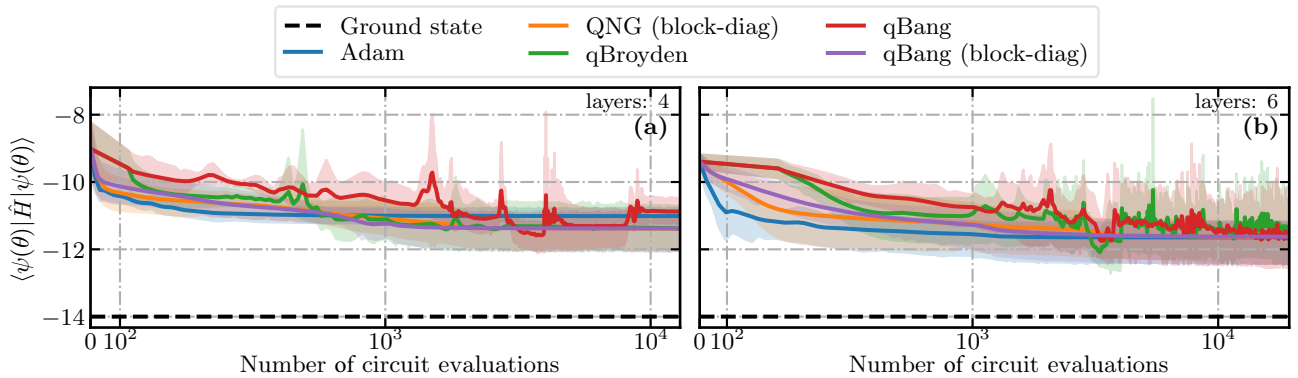 Ground state
QNG (block-diag)
qBang
Adam
qBroyden
qBang (block-diag)
layers: 4
(a)
layers: 6
(b)
⟨ψ(θ)|Ĥ|ψ(θ)⟩
−8
−10
−12
−14
0 10² 10³ 10⁴
0 10² 10³ 10⁴
Number of circuit evaluations
Number of circuit evaluations